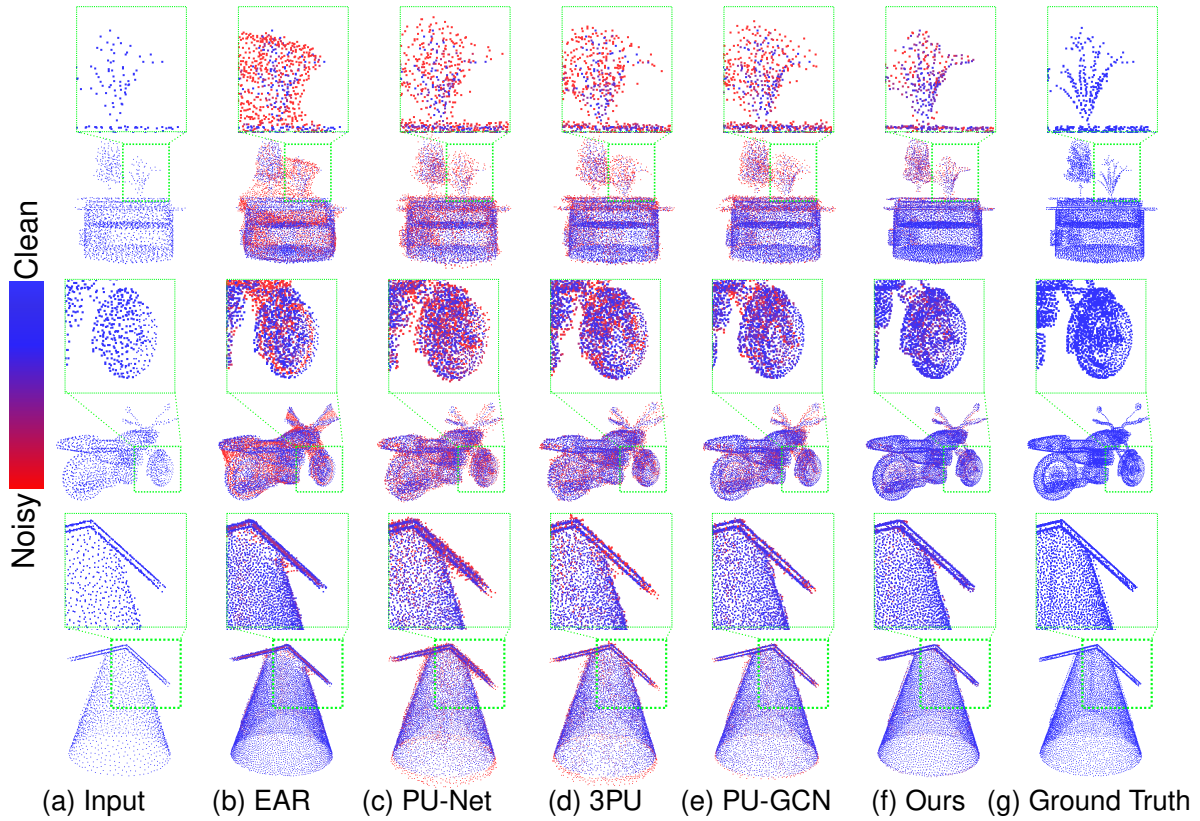 Clean
Noisy
(a) Input
(b) EAR
(c) PU-Net
(d) 3PU
(e) PU-GCN
(f) Ours
(g) Ground Truth